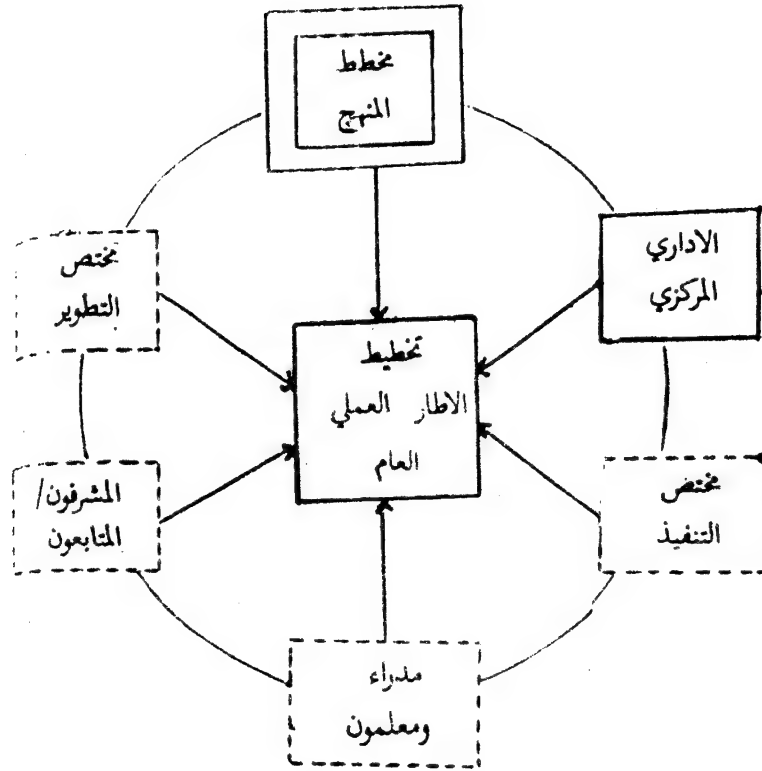 مخطط
المنهج
الاداري
المركزي
مختص
التطوير
تخطيط
الاطار العملي
العام
المشرفون/
المتابعون
مختص
التنفيذ
مدراء
ومعلمون